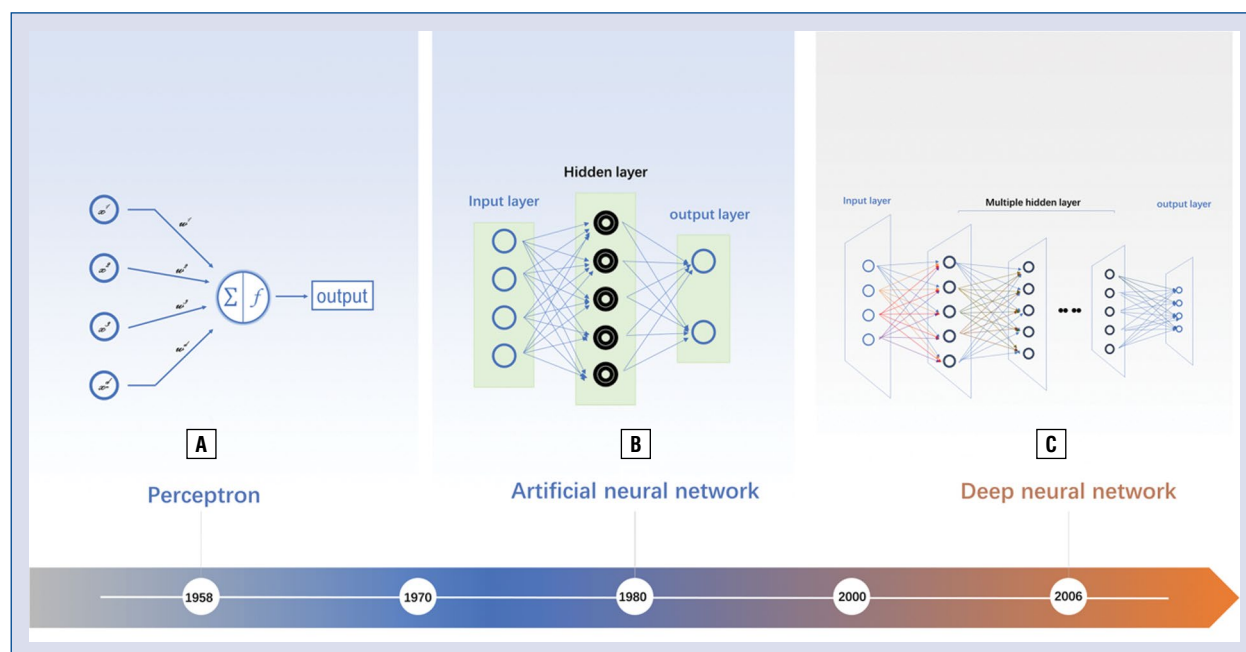 Hidden layer
Input layer
output layer
Input layer
Multiple hidden layer
output layer
Σ f
output
A
B
C
Perceptron
Artificial neural network
Deep neural network
1958
1970
1980
2000
2006